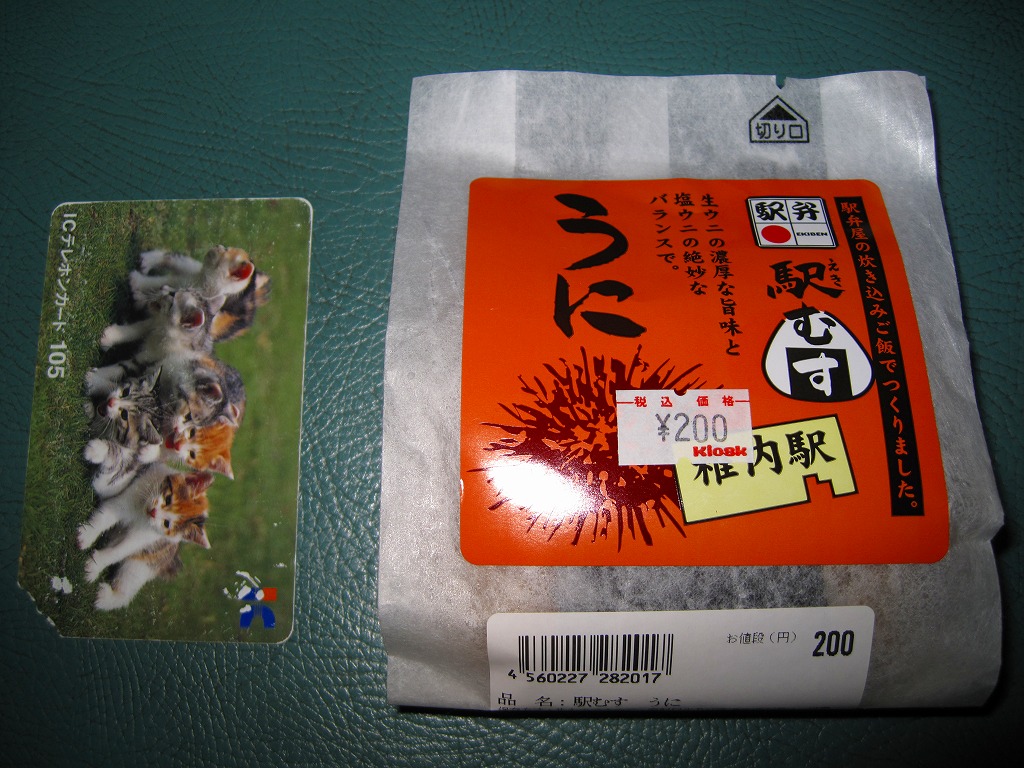 ICテレホンカード 105
切り口
駅弁屋の炊き込みご飯でつくりました。
駅弁
EKIBEN
えき
駅むす
生ウニの濃厚な旨味と
塩ウニの絶妙な
バランスで。
うに
税込価格
¥200
Kiosk
稚内駅
お値段(円) 200
4 560227 282017
品 名:駅むす うに